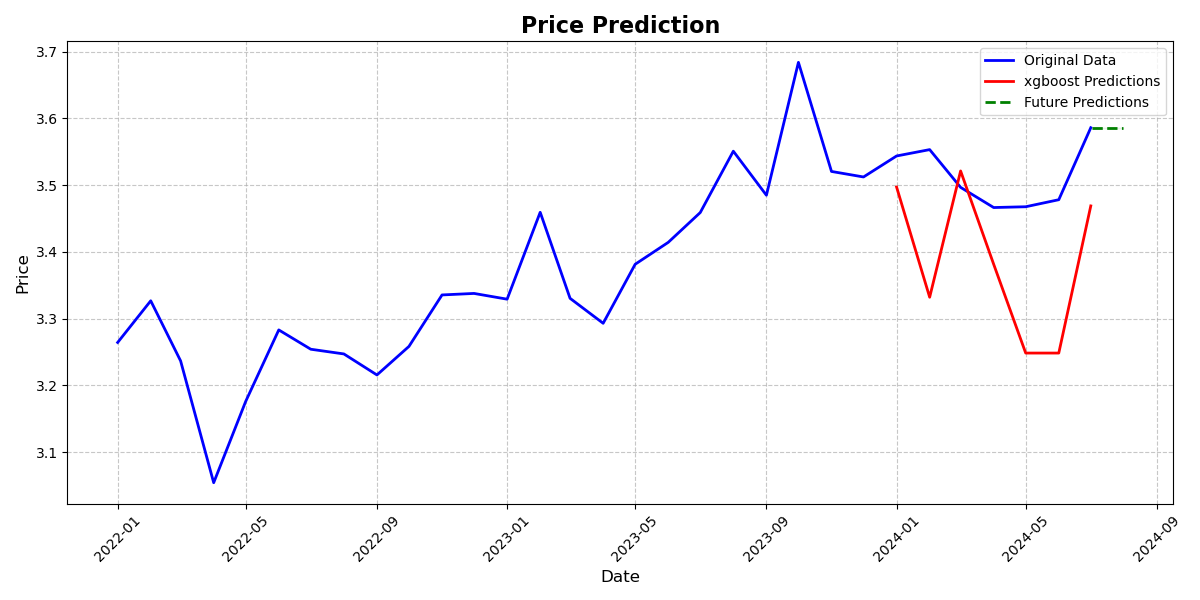 Price Prediction
Original Data
xgboost Predictions
Future Predictions
3.7
3.6
3.5
3.4
3.3
3.2
3.1
Price
2022-01
2022-05
2022-09
2023-01
2023-05
2023-09
2024-01
2024-05
2024-09
Date